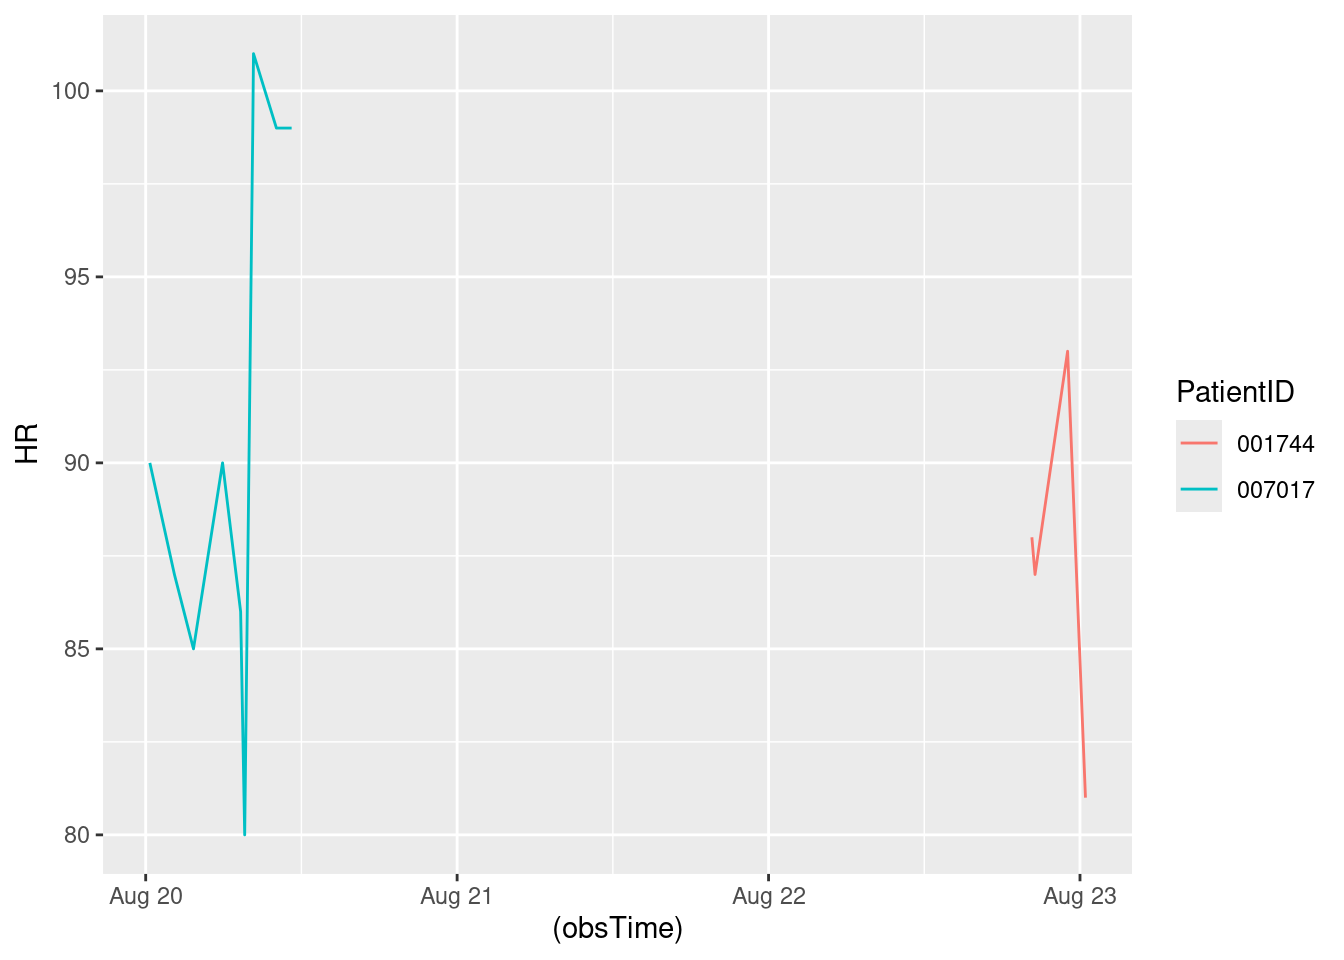 100
95
90
85
80
HR
Aug 20
Aug 21
Aug 22
Aug 23
(obsTime)
PatientID
001744
007017